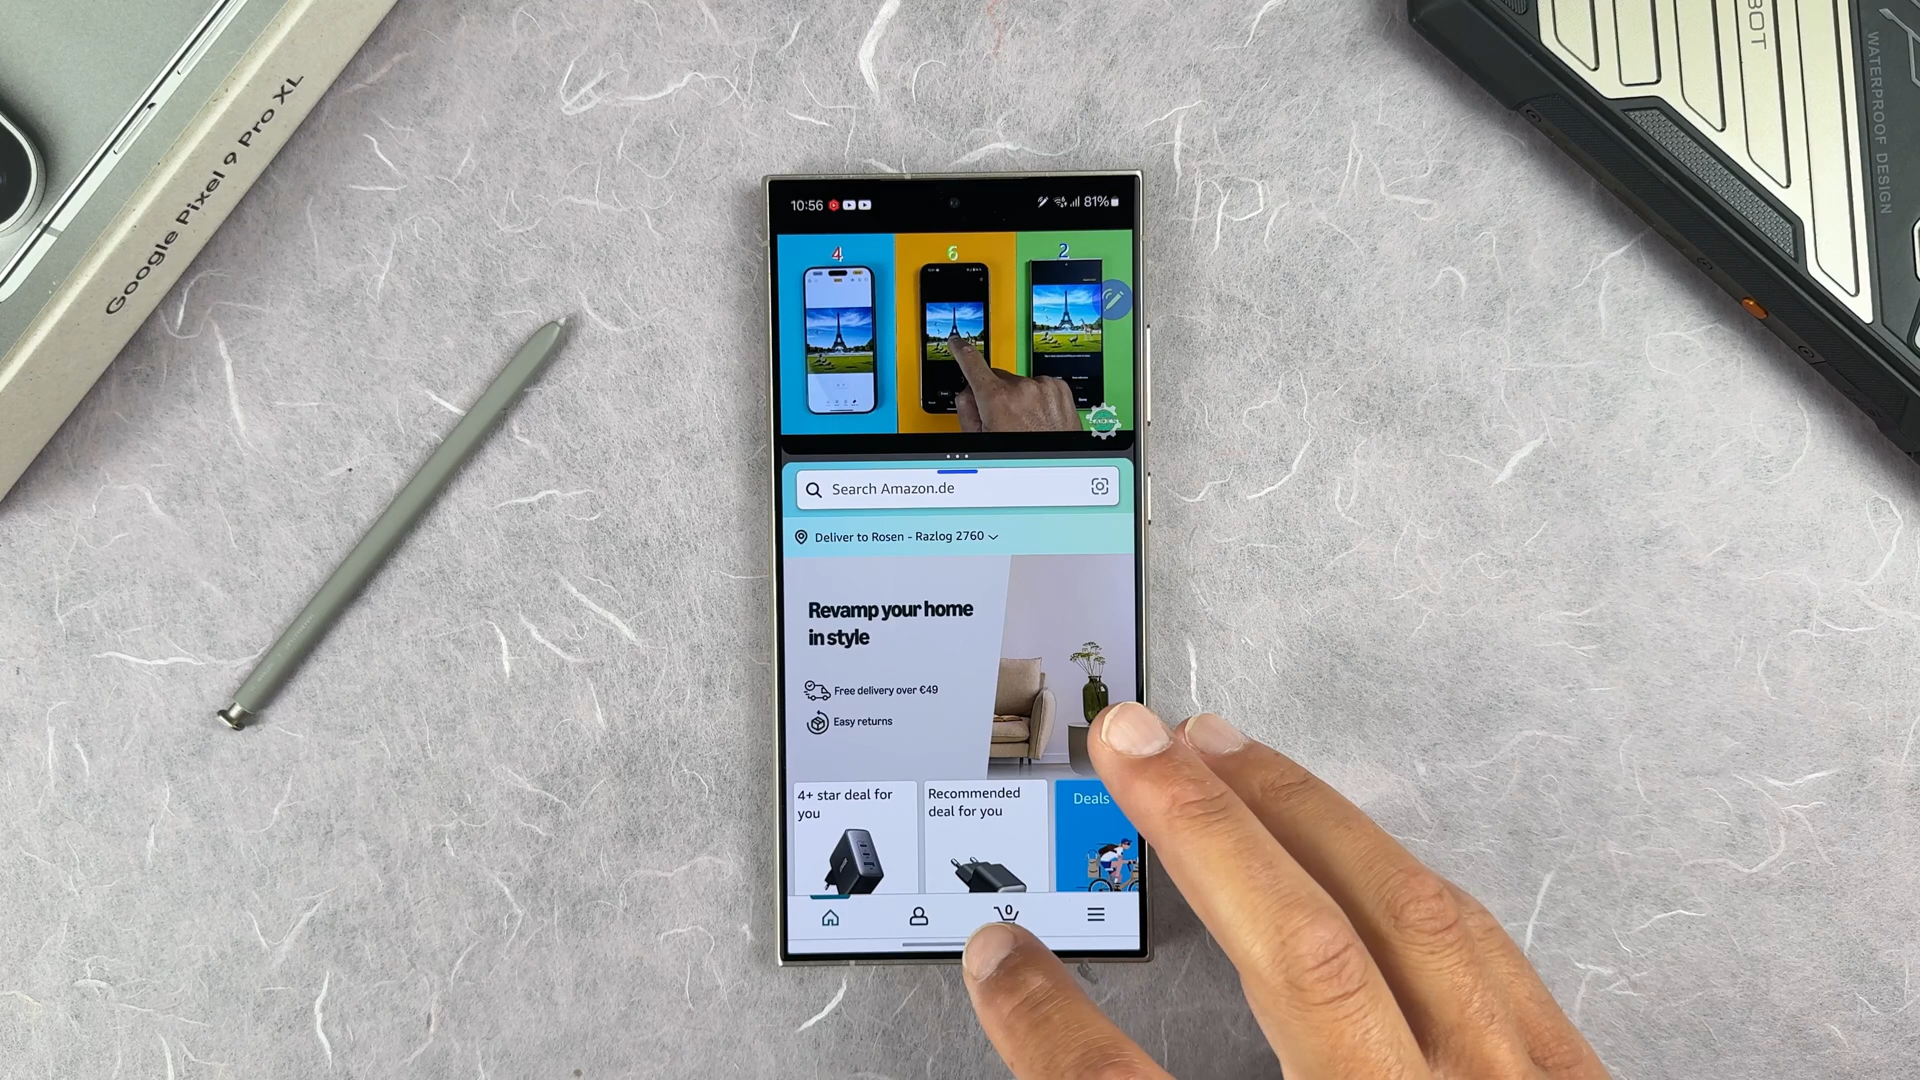 Google Pixel 9 Pro XL
BOT
WATERPROOF DESIGN
10:56
81%
4
6
2
Search Amazon.de
Deliver to Rosen - Razlog 2760
Revamp your home
in style
Free delivery over €49
Easy returns
4+ star deal for
you
Recommended
deal for you
Deals
0